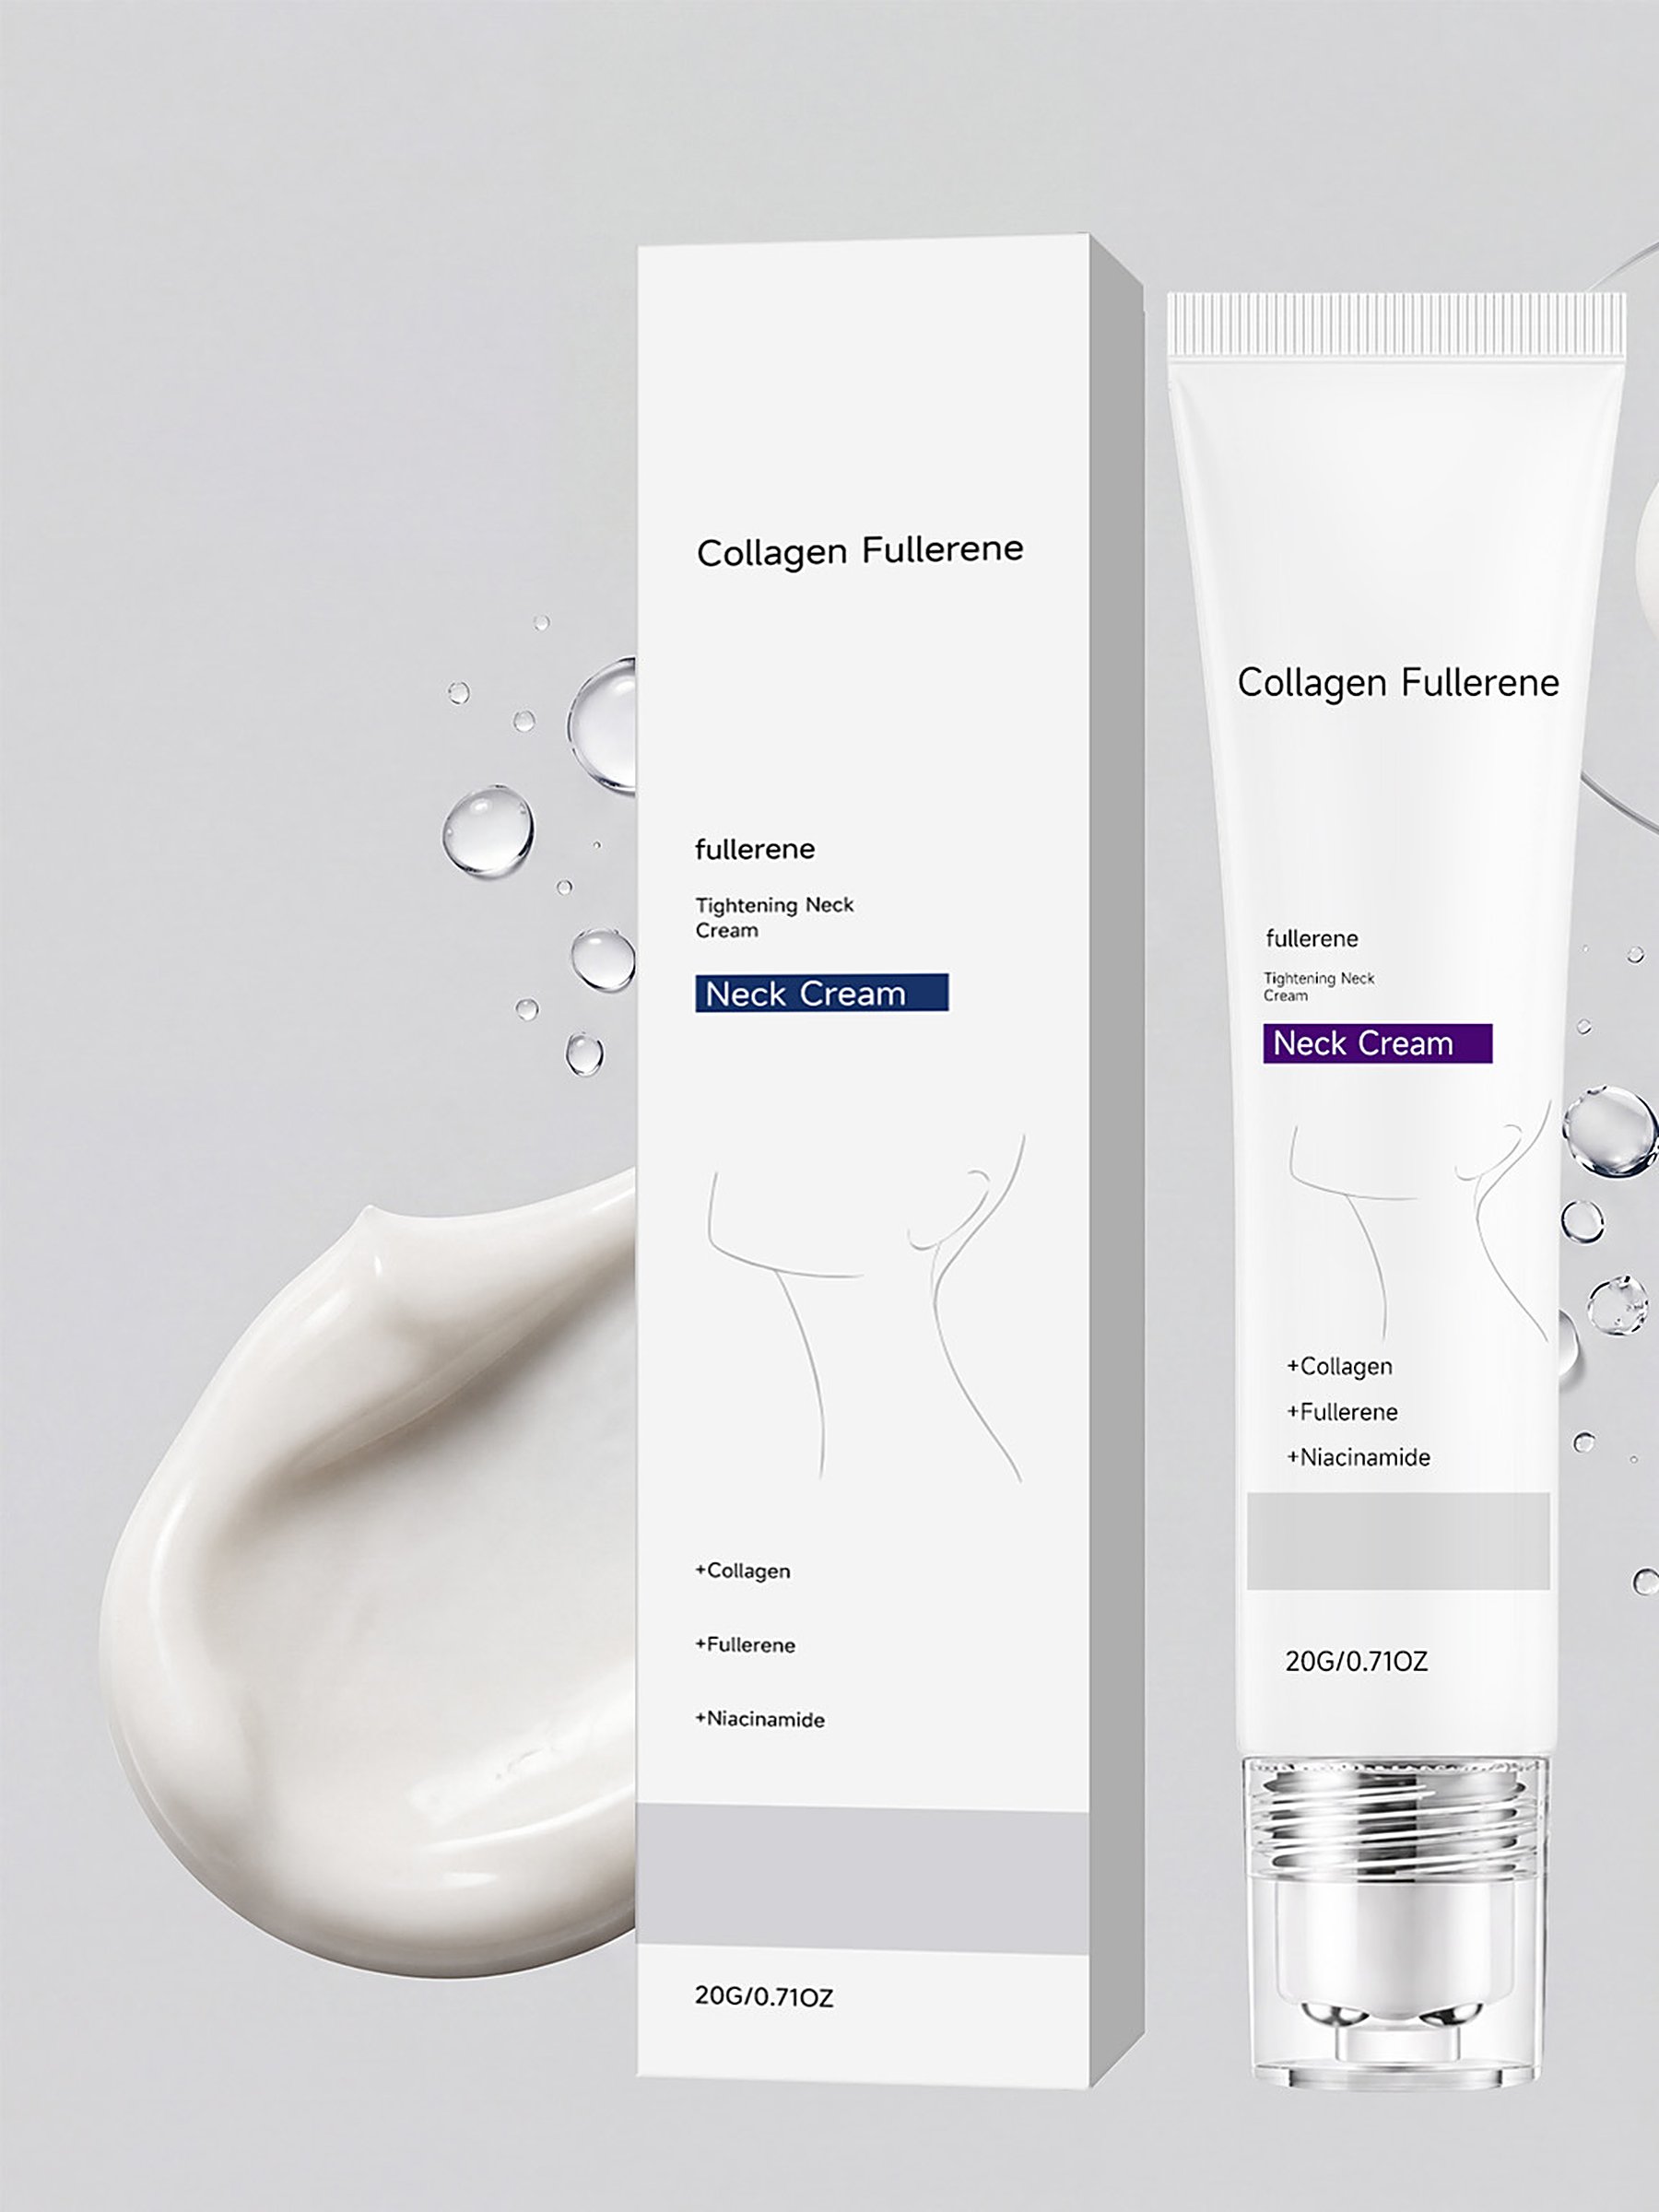 Collagen Fullerene
fullerene
Tightening Neck
Cream
Neck Cream
+Collagen
+Fullerene
+Niacinamide
20G/0.71OZ
Collagen Fullerene
fullerene
Tightening Neck
Cream
Neck Cream
+Collagen
+Fullerene
+Niacinamide
20G/0.71OZ